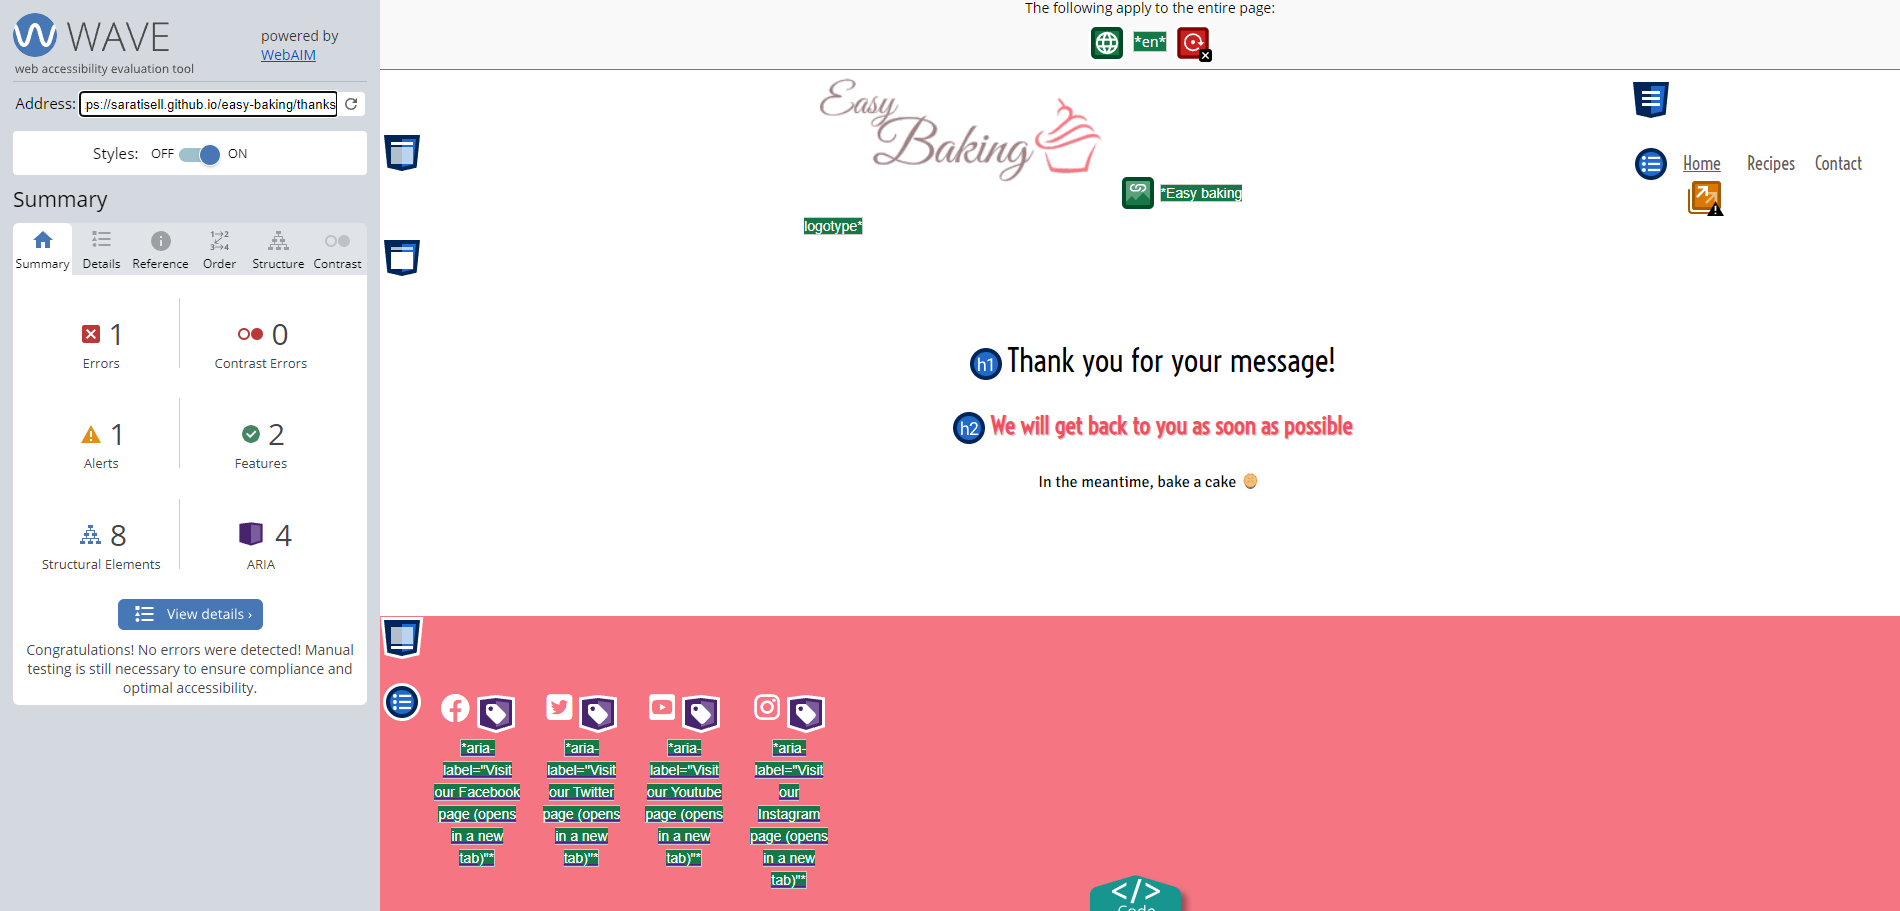 WAVE
powered by
WebAIM
web accessibility evaluation tool
Address: ps://saratisell.github.io/easy-baking/thanks
Styles: OFF ON
Summary
Summary Details Reference Order Structure Contrast
1 0
Errors Contrast Errors
1 2
Alerts Features
8 4
Structural Elements ARIA
View details ›
Congratulations! No errors were detected! Manual
testing is still necessary to ensure compliance and
optimal accessibility.
The following apply to the entire page:
*en*
Easy
Baking
*Easy baking
logotype*
Home Recipes Contact
h1 Thank you for your message!
h2 We will get back to you as soon as possible
In the meantime, bake a cake
*aria-
label="Visit
our Facebook
page (opens
in a new
tab)"*
*aria-
label="Visit
our Twitter
page (opens
in a new
tab)"*
*aria-
label="Visit
our Youtube
page (opens
in a new
tab)"*
*aria-
label="Visit
our
Instagram
page (opens
in a new
tab)"*
</>
Code